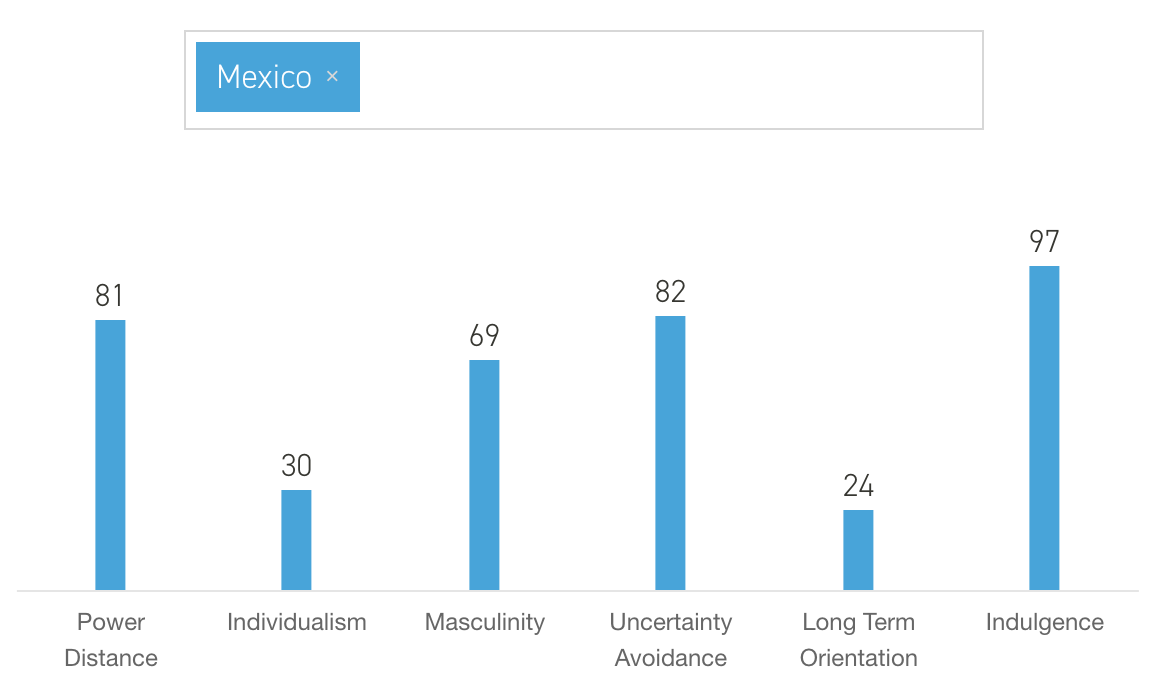 Mexico ×
97
81
82
69
30
24
Power Distance
Individualism
Masculinity
Uncertainty Avoidance
Long Term Orientation
Indulgence